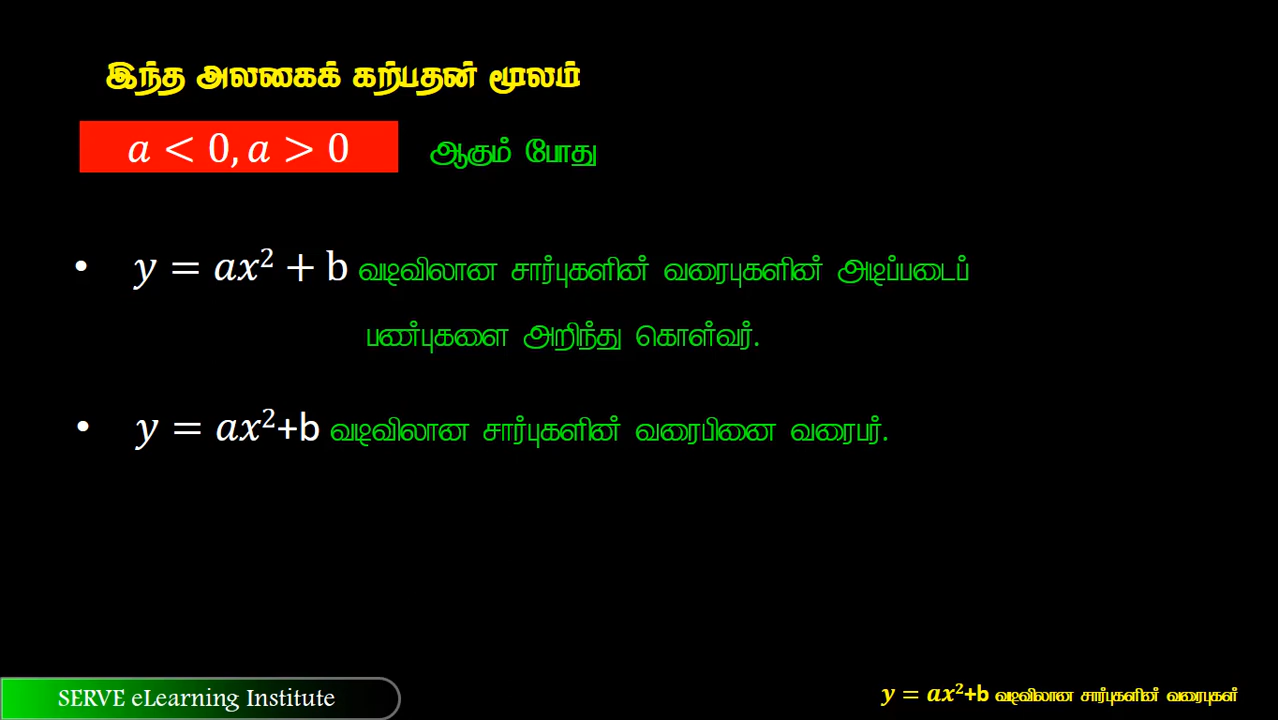 இந்த அலகைக் கற்பதன் மூலம்
a < 0, a > 0 ஆகும் போது
• y = ax² + b வடிவிலான சார்புகளின் வரைபுகளின் அடிப்படைப்
பண்புகளை அறிந்து கொள்வர்.
• y = ax²+b வடிவிலான சார்புகளின் வரைபினை வரைபர்.
SERVE eLearning Institute
y = ax²+b வடிவிலான சார்புகளின் வரைபுகள்